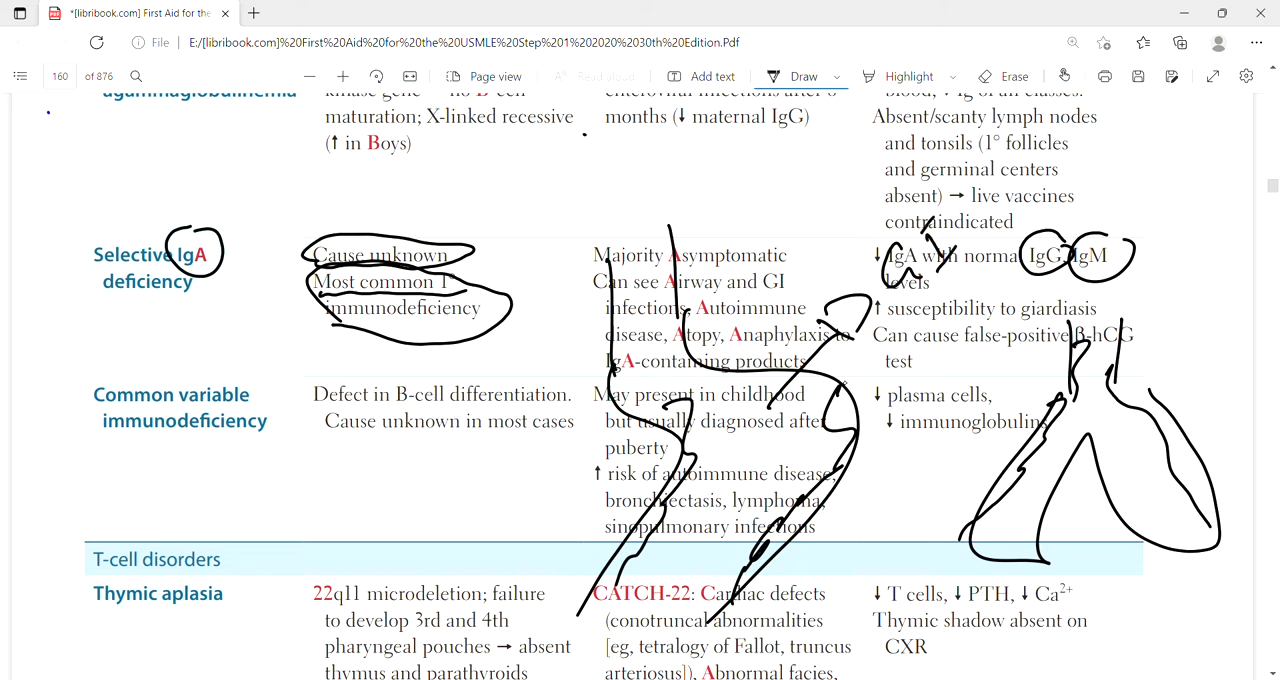 *[libribook.com] First Aid for the
File
E:/[libribook.com]%20First%20Aid%20for%20the%20USMLE%20Step%201%202020%2030th%20Edition.Pdf
160 of 876
Page view
Read aloud
Add text
Draw
Highlight
Erase
agammaglobulinemia
maturation; X-linked recessive
(↑ in Boys)
months (↓ maternal IgG)
Absent/scanty lymph nodes
and tonsils (1° follicles
and germinal centers
absent) → live vaccines
contraindicated
Selective IgA
deficiency
Cause unknown
Most common 1°
immunodeficiency
Majority Asymptomatic
Can see Airway and GI
infections, Autoimmune
disease, Atopy, Anaphylaxis to
IgA-containing products
↓ IgA with normal IgG, IgM
levels
↑ susceptibility to giardiasis
Can cause false-positive β-hCG
test
Common variable
immunodeficiency
Defect in B-cell differentiation.
Cause unknown in most cases
May present in childhood
but usually diagnosed after
puberty
↑ risk of autoimmune disease,
bronchiectasis, lymphoma,
sinopulmonary infections
↓ plasma cells,
↓ immunoglobulins
T-cell disorders
Thymic aplasia
22q11 microdeletion; failure
to develop 3rd and 4th
pharyngeal pouches → absent
thymus and parathyroids
CATCH-22: Cardiac defects
(conotruncal abnormalities
[eg, tetralogy of Fallot, truncus
arteriosus]), Abnormal facies,
↓ T cells, ↓ PTH, ↓ Ca²⁺
Thymic shadow absent on
CXR